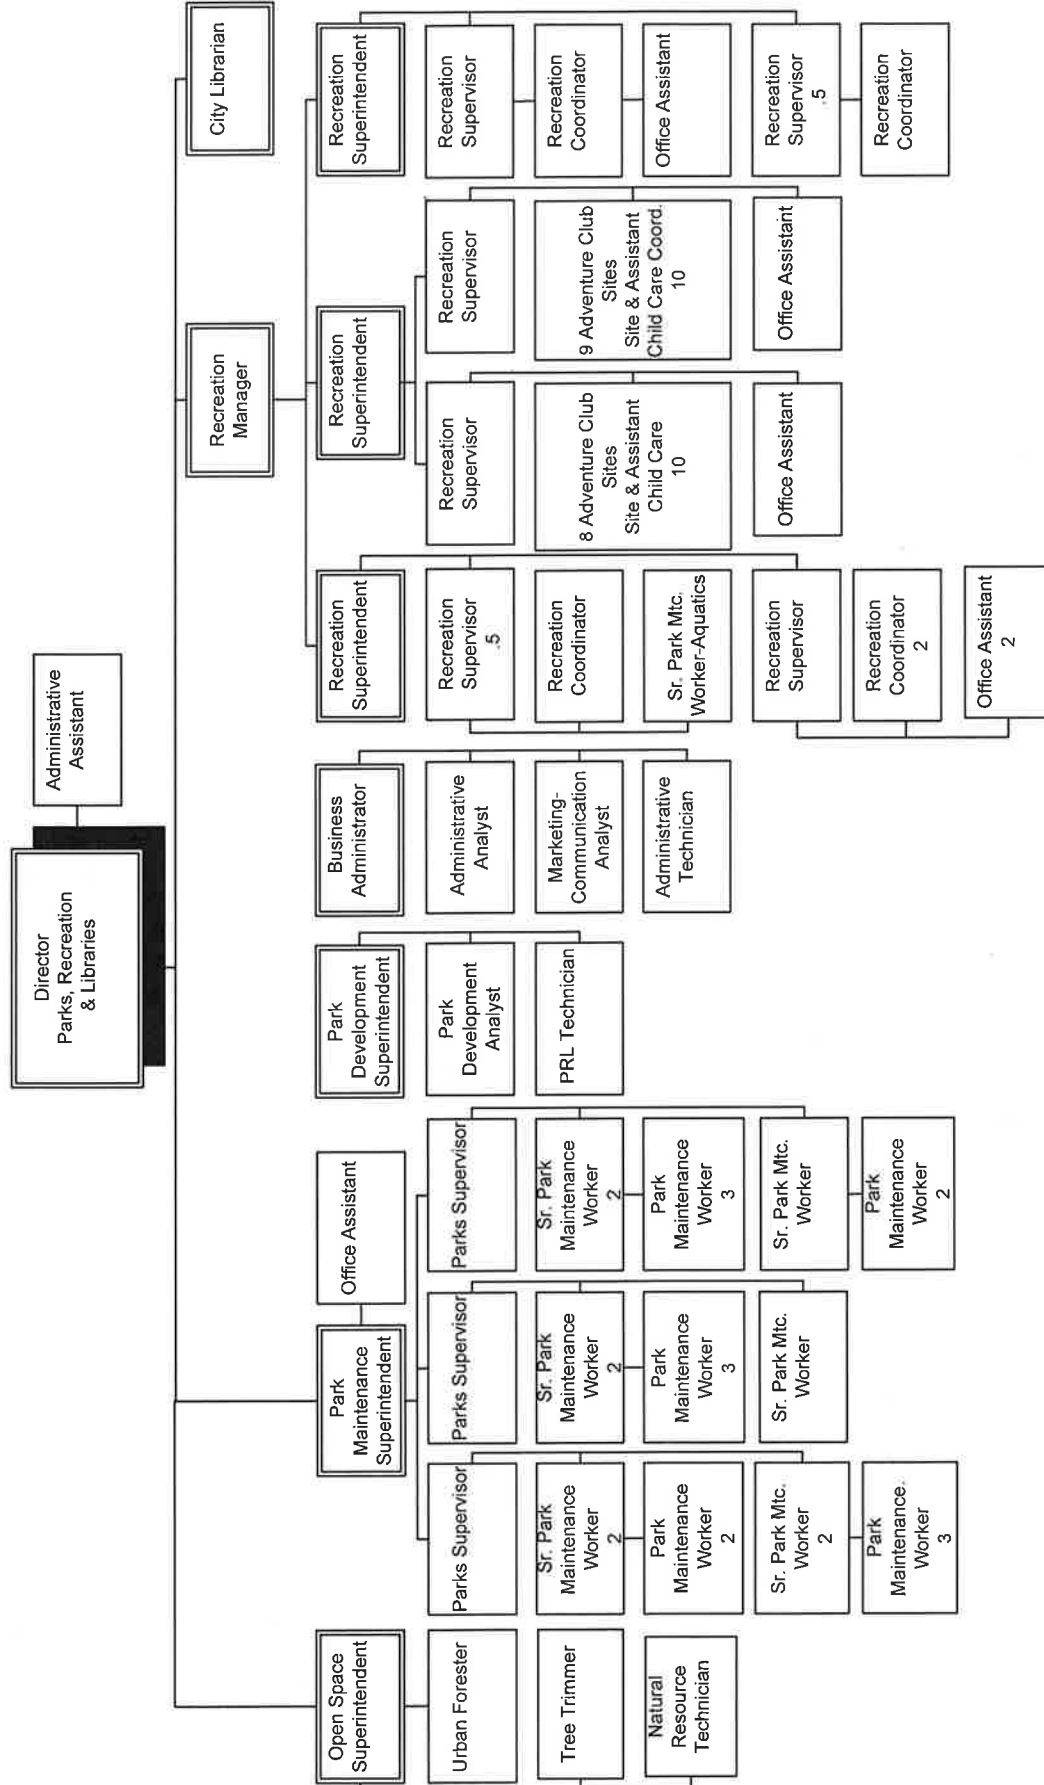 Director
Parks, Recreation
& Libraries
Administrative
Assistant
Open Space
Superintendent
Urban Forester
Tree Trimmer
Natural
Resource
Technician
Park
Maintenance
Superintendent
Office Assistant
Parks Supervisor
Sr. Park
Maintenance
Worker
2
Park
Maintenance
Worker
2
Sr. Park Mtc.
Worker
2
Park
Maintenance.
Worker
3
Parks Supervisor
Sr. Park
Maintenance
Worker
2
Park
Maintenance
Worker
3
Sr. Park Mtc.
Worker
Parks Supervisor
Sr. Park
Maintenance
Worker
2
Park
Maintenance
Worker
3
Sr. Park Mtc.
Worker
Park
Maintenance
Worker
2
Park
Development
Superintendent
Park
Development
Analyst
PRL Technician
Business
Administrator
Administrative
Analyst
Marketing-
Communication
Analyst
Administrative
Technician
Recreation
Manager
Recreation
Superintendent
Recreation
Supervisor
.5
Recreation
Coordinator
Sr. Park Mtc.
Worker-Aquatics
Recreation
Supervisor
Recreation
Coordinator
2
Office Assistant
2
Recreation
Superintendent
Recreation
Supervisor
8 Adventure Club
Sites
Site & Assistant
Child Care
10
Office Assistant
Recreation
Supervisor
9 Adventure Club
Sites
Site & Assistant
Child Care Coord.
10
Office Assistant
Recreation
Superintendent
Recreation
Supervisor
Recreation
Coordinator
Office Assistant
Recreation
Supervisor
.5
Recreation
Coordinator
City Librarian